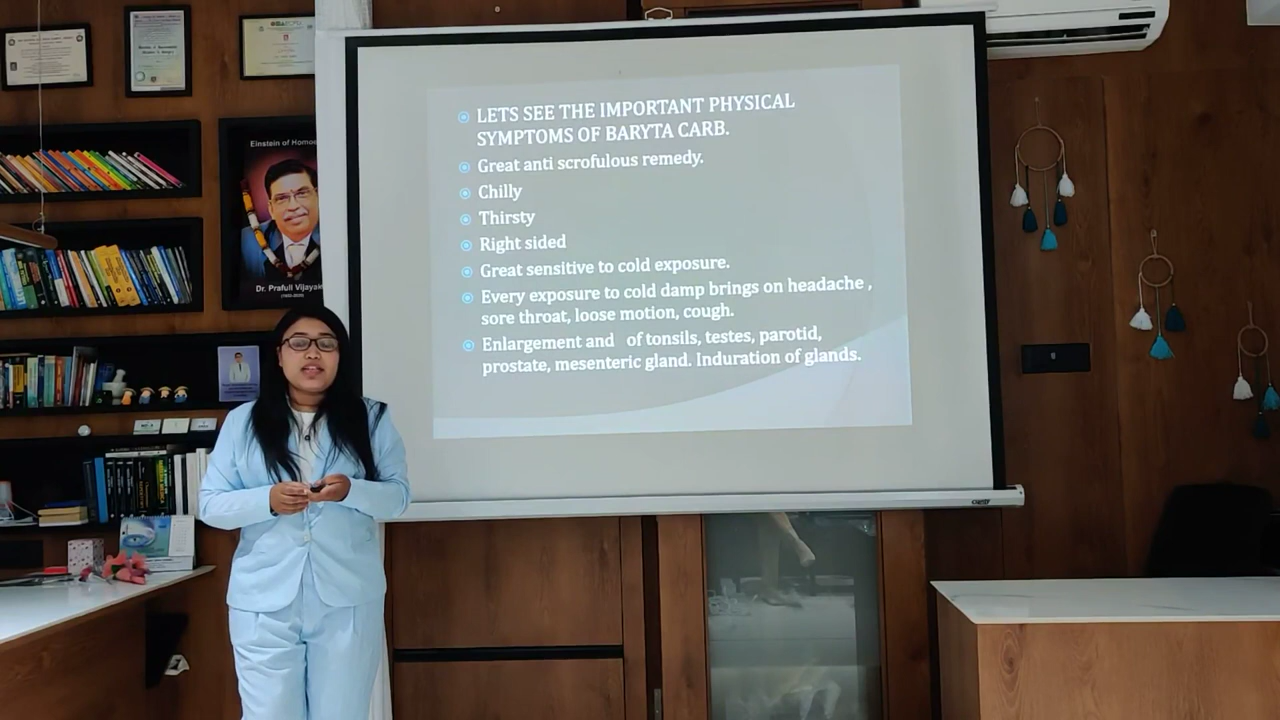 LETS SEE THE IMPORTANT PHYSICAL
SYMPTOMS OF BARYTA CARB.
Great anti scrofulous remedy.
Chilly
Thirsty
Right sided
Great sensitive to cold exposure.
Every exposure to cold damp brings on headache ,
sore throat, loose motion, cough.
Enlargement and of tonsils, testes, parotid,
prostate, mesenteric gland. Induration of glands.
Einstein of Homoe
Dr. Prafull Vijayak